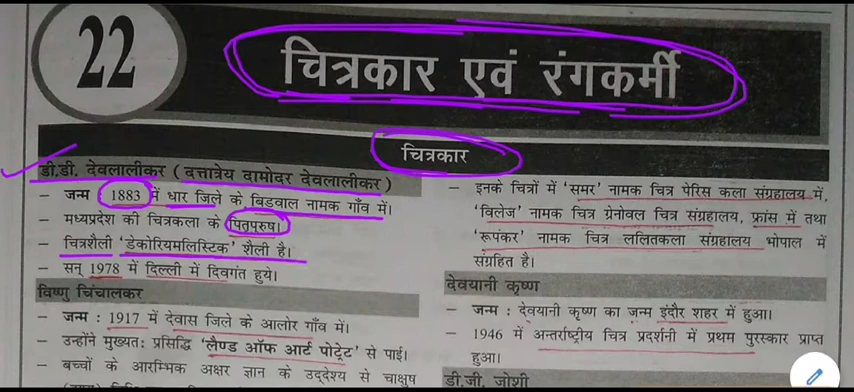 22
चित्रकार एवं रंगकर्मी
चित्रकार
डी.डी. देवलालीकर (दत्तात्रेय दामोदर देवलालीकर)
- जन्म : 1883 में धार जिले के बिडवाल नामक गाँव में।
- मध्यप्रदेश की चित्रकला के पितृपुरुष।
- चित्रशैली 'डेकोरियमलिस्टिक' शैली है।
- सन् 1978 में दिल्ली में दिवगंत हुये।
विष्णु चिंचालकर
- जन्म : 1917 में देवास जिले के आलोर गाँव में।
- उन्होंने मुख्यतः प्रसिद्धि 'लैण्ड ऑफ आर्ट पोट्रेट' से पाई।
- बच्चों के आरम्भिक अक्षर ज्ञान के उद्देश्य से चाक्षुष
- इनके चित्रों में 'समर' नामक चित्र पेरिस कला संग्रहालय में,
'विलेज' नामक चित्र ग्रेनोवल चित्र संग्रहालय, फ्रांस में तथा
'रूपंकर' नामक चित्र ललितकला संग्रहालय भोपाल में
संग्रहित है।
देवयानी कृष्ण
- जन्म : देवयानी कृष्ण का जन्म इंदौर शहर में हुआ।
- 1946 में अन्तर्राष्ट्रीय चित्र प्रदर्शनी में प्रथम पुरस्कार प्राप्त
हुआ।
डी.जी. जोशी